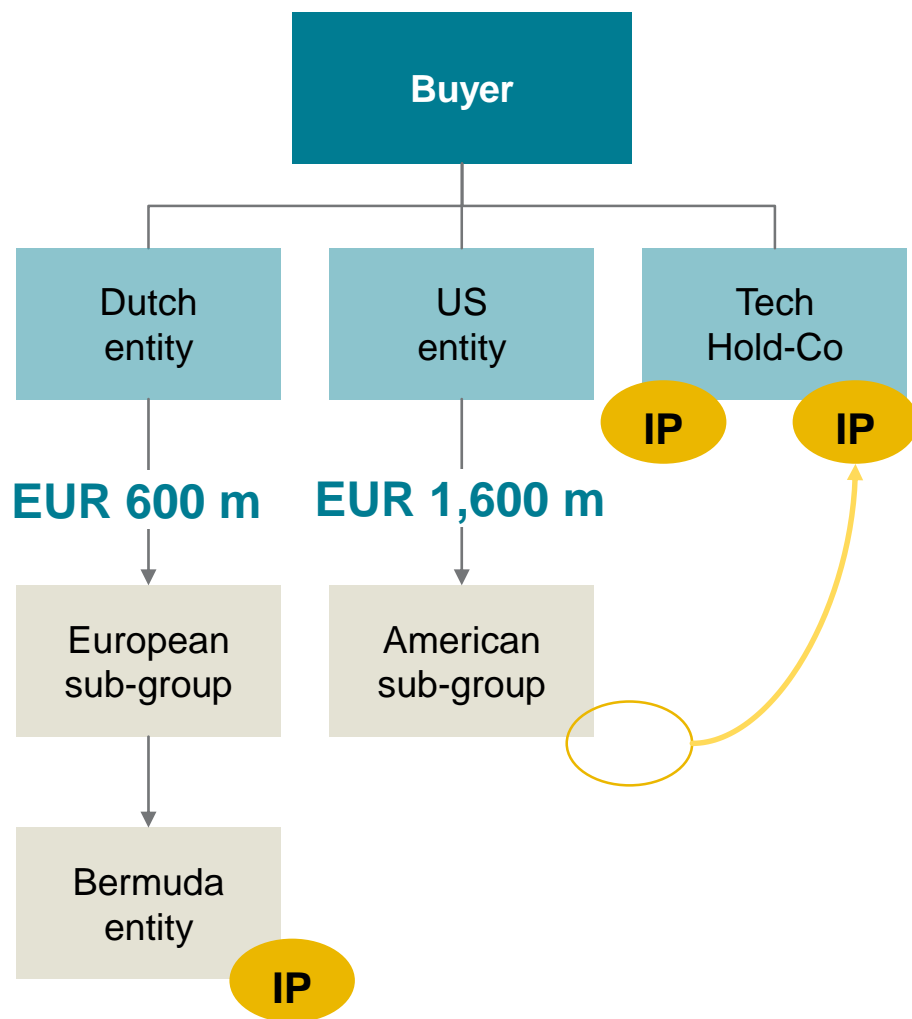 Buyer
Dutch
entity
US
entity
Tech
Hold-Co
IP
IP
EUR 600 m
EUR 1,600 m
European
sub-group
American
sub-group
Bermuda
entity
IP